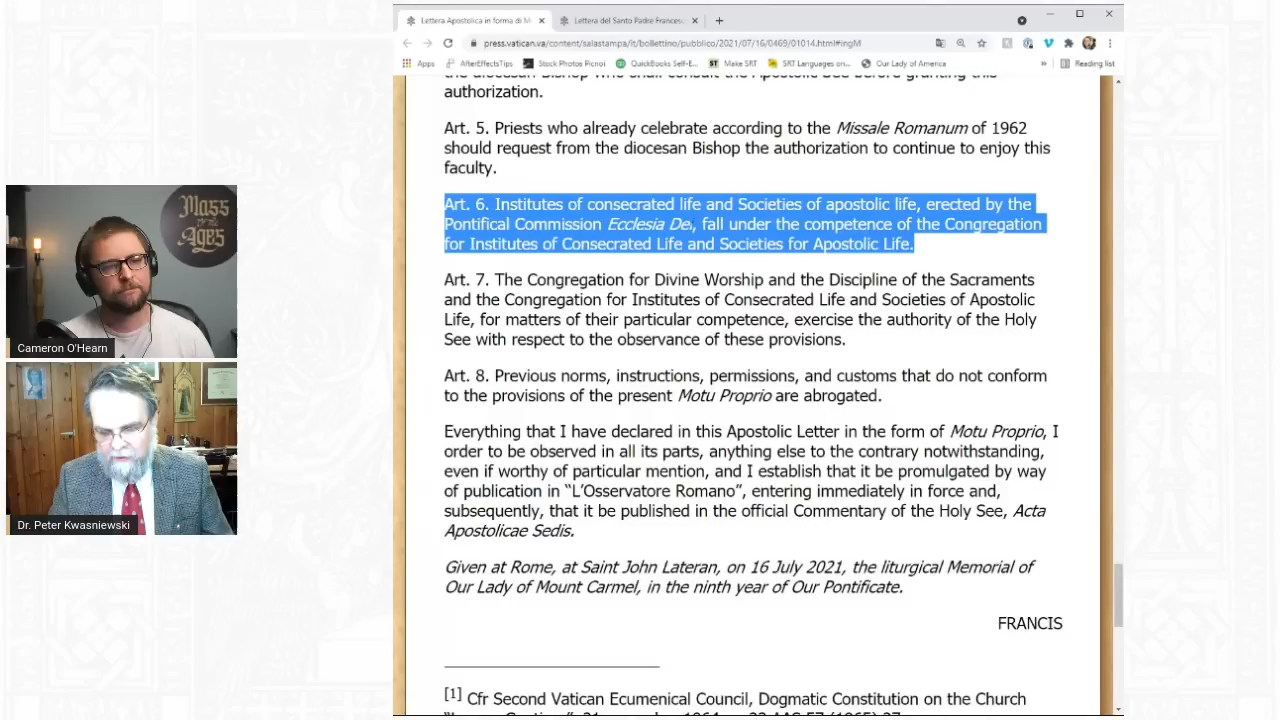 Lettera Apostolica in forma di M
Lettera del Santo Padre Francesc
press.vatican.va/content/salastampa/it/bollettino/pubblico/2021/07/16/0469/01014.html#ingM
Apps
AfterEffectsTips
Stock Photos Picnoi
QuickBooks Self-E...
ST Make SRT
SRT Languages on...
Our Lady of America
»
Reading list
the diocesan Bishop who shall consult the Apostolic See before granting this
authorization.
Art. 5. Priests who already celebrate according to the Missale Romanum of 1962
should request from the diocesan Bishop the authorization to continue to enjoy this
faculty.
Art. 6. Institutes of consecrated life and Societies of apostolic life, erected by the
Pontifical Commission Ecclesia Dei, fall under the competence of the Congregation
for Institutes of Consecrated Life and Societies for Apostolic Life.
Art. 7. The Congregation for Divine Worship and the Discipline of the Sacraments
and the Congregation for Institutes of Consecrated Life and Societies of Apostolic
Life, for matters of their particular competence, exercise the authority of the Holy
See with respect to the observance of these provisions.
Art. 8. Previous norms, instructions, permissions, and customs that do not conform
to the provisions of the present Motu Proprio are abrogated.
Everything that I have declared in this Apostolic Letter in the form of Motu Proprio, I
order to be observed in all its parts, anything else to the contrary notwithstanding,
even if worthy of particular mention, and I establish that it be promulgated by way
of publication in “L’Osservatore Romano”, entering immediately in force and,
subsequently, that it be published in the official Commentary of the Holy See, Acta
Apostolicae Sedis.
Given at Rome, at Saint John Lateran, on 16 July 2021, the liturgical Memorial of
Our Lady of Mount Carmel, in the ninth year of Our Pontificate.
FRANCIS
[1] Cfr Second Vatican Ecumenical Council, Dogmatic Constitution on the Church
Mass
of the
Ages
Cameron O'Hearn
Dr. Peter Kwasniewski